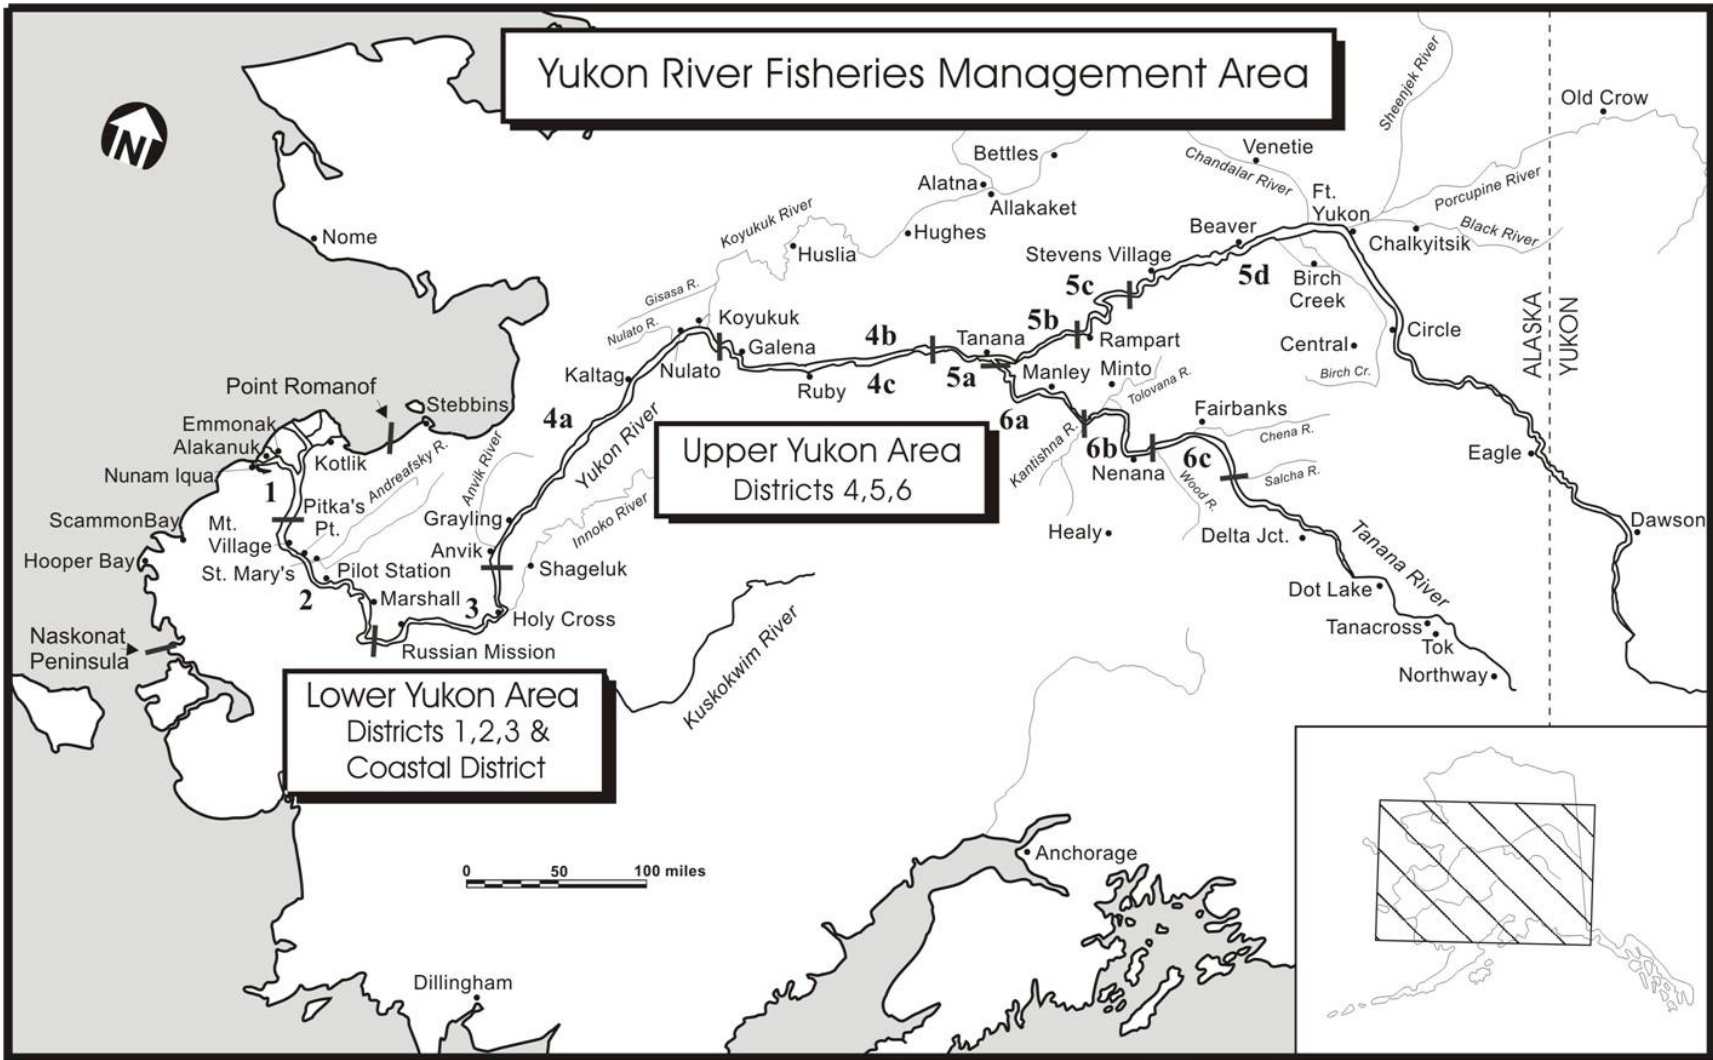 Yukon River Fisheries Management Area
N
Old Crow
Sheenjek River
Venetie
Bettles
Chandalar River
Alatna
Allakaket
Ft.
Yukon
Porcupine River
Black River
Chalkyitsik
Koyukuk River
Hughes
Beaver
Nome
Huslia
Stevens Village
5d
Birch
Creek
5c
Gisasa R.
Nulato R.
Koyukuk
Galena
4b
5b
Tanana
Rampart
Circle
Central
Birch Cr.
ALASKA
YUKON
Nulato
Kaltag
Ruby
4c
5a
Manley
Minto
Tolovana R.
Point Romanof
Stebbins
Emmonak
Alakanuk
Nunam Iqua
Kotlik
4a
Yukon River
6a
Fairbanks
Chena R.
Kantishna R.
6b
Nenana
6c
Salcha R.
Wood R.
Eagle
Upper Yukon Area
Districts 4,5,6
Andreafsky R.
Anvik River
Innoko River
1
Pitka's
Pt.
ScammonBay
Mt.
Village
Grayling
Hooper Bay
St. Mary's
Pilot Station
Anvik
Shageluk
Healy
Delta Jct.
Tanana River
Dawson
2
Marshall
3
Holy Cross
Dot Lake
Naskonat
Peninsula
Russian Mission
Tanacross
Tok
Northway
Kuskokwim River
Lower Yukon Area
Districts 1,2,3 &
Coastal District
Anchorage
0 50 100 miles
Dillingham